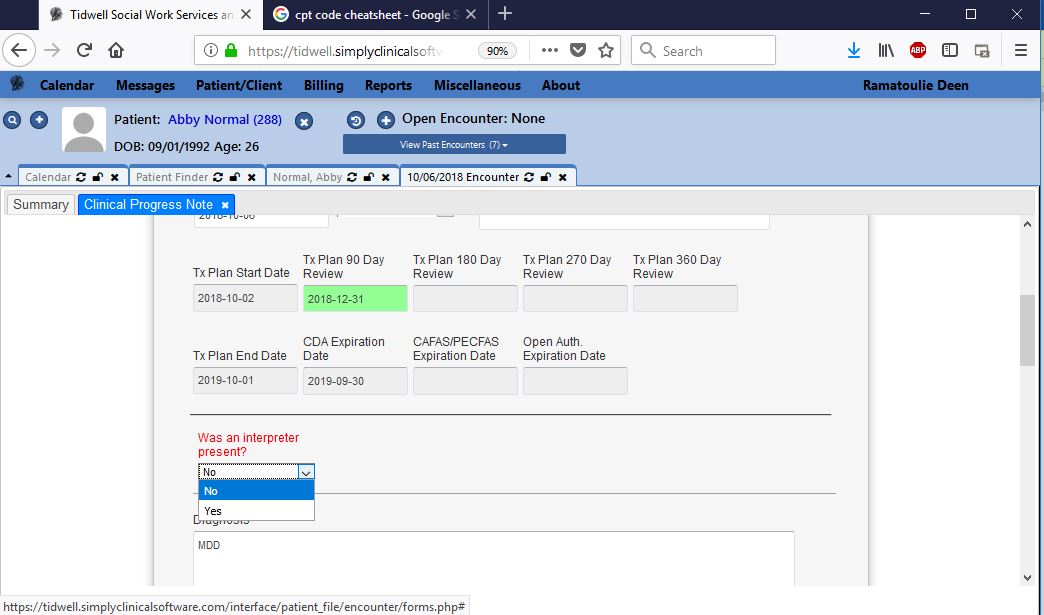 Tidwell Social Work Services an
cpt code cheatsheet - Google S
https://tidwell.simplyclinicalsoftw
90%
Search
ABP
Calendar Messages Patient/Client Billing Reports Miscellaneous About Ramatoulie Deen
Patient: Abby Normal (288)
Open Encounter: None
DOB: 09/01/1992 Age: 26
View Past Encounters (7)
Calendar Patient Finder Normal, Abby 10/06/2018 Encounter
Summary Clinical Progress Note
2018-10-06
Tx Plan Start Date
Tx Plan 90 Day
Review
Tx Plan 180 Day
Review
Tx Plan 270 Day
Review
Tx Plan 360 Day
Review
2018-10-02
2018-12-31
Tx Plan End Date
CDA Expiration
Date
CAFAS/PECFAS
Expiration Date
Open Auth.
Expiration Date
2019-10-01
2019-09-30
Was an interpreter
present?
No
No
Yes
Diagnosis
MDD
https://tidwell.simplyclinicalsoftware.com/interface/patient_file/encounter/forms.php#